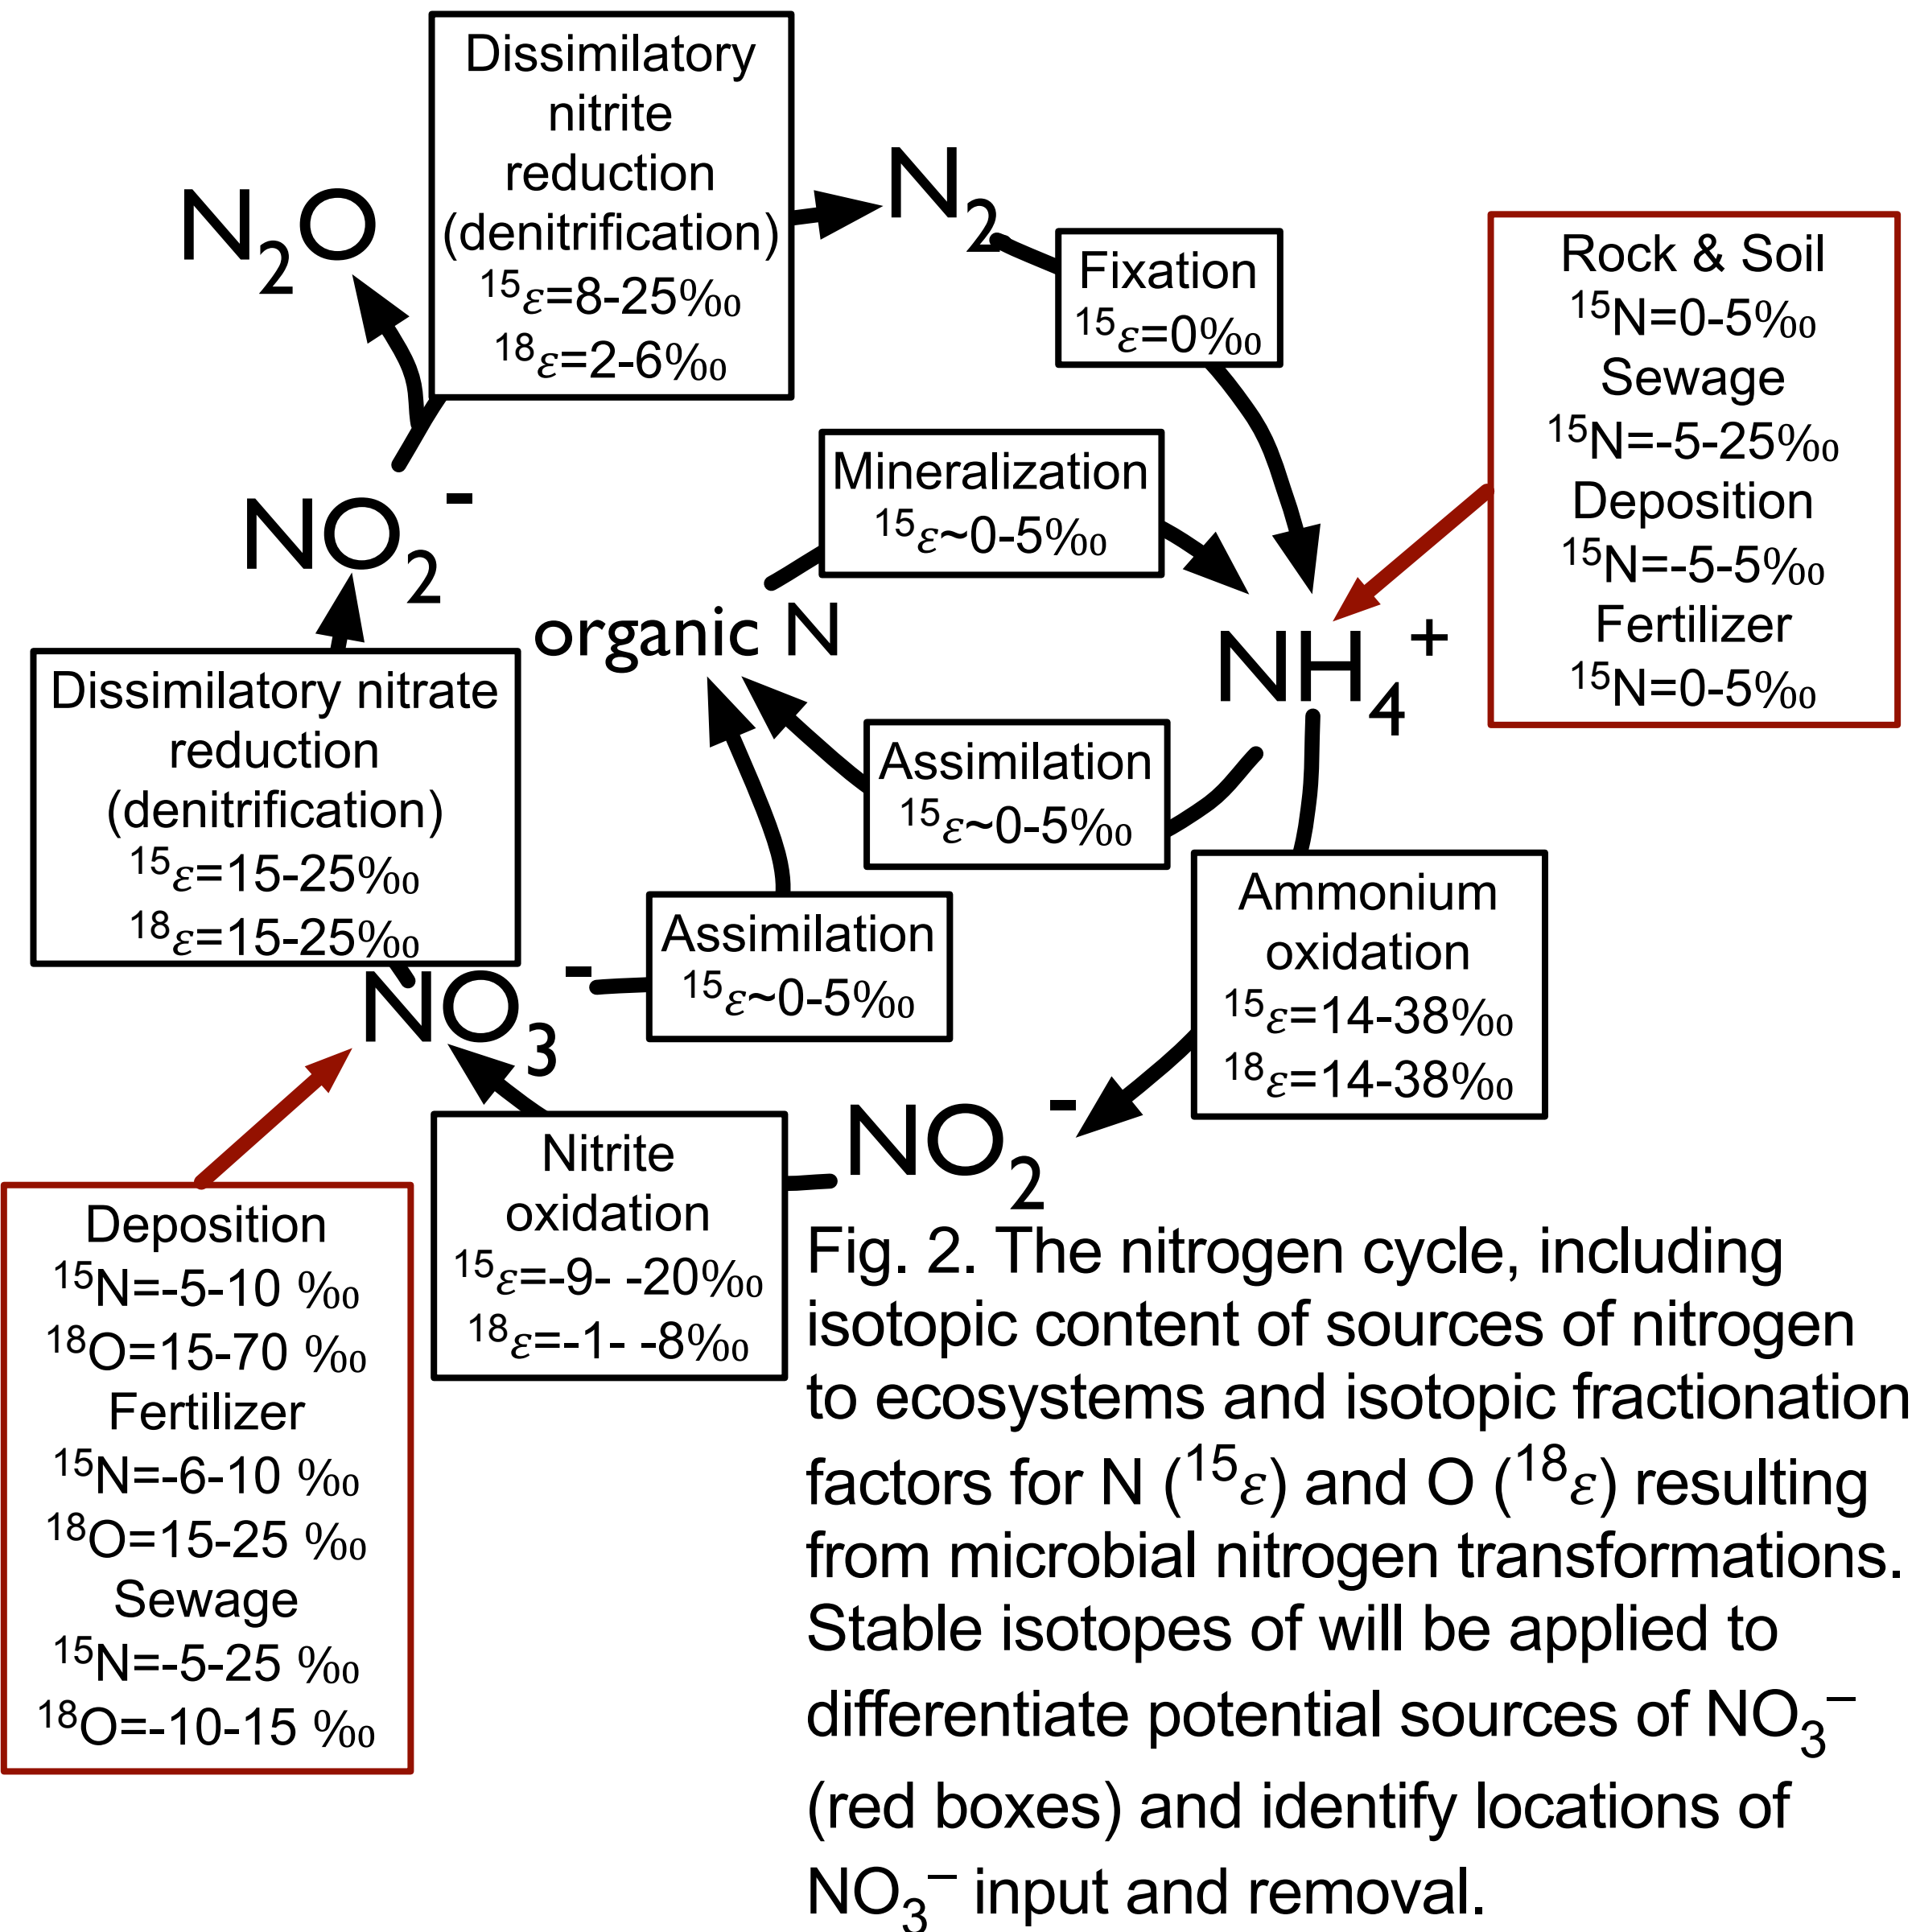 Dissimilatory
nitrite
reduction
(denitrification)
¹⁵ε=8-25‰
¹⁸ε=2-6‰
N₂O
N₂
Fixation
¹⁵ε=0‰
Rock & Soil
¹⁵N=0-5‰
Sewage
¹⁵N=-5-25‰
Deposition
¹⁵N=-5-5‰
Fertilizer
¹⁵N=0-5‰
Mineralization
¹⁵ε~0-5‰
NO₂⁻
organic N
NH₄⁺
Dissimilatory nitrate
reduction
(denitrification)
¹⁵ε=15-25‰
¹⁸ε=15-25‰
Assimilation
¹⁵ε~0-5‰
Assimilation
¹⁵ε~0-5‰
Ammonium
oxidation
¹⁵ε=14-38‰
¹⁸ε=14-38‰
NO₃⁻
NO₂⁻
Nitrite
oxidation
¹⁵ε=-9- -20‰
¹⁸ε=-1- -8‰
Deposition
¹⁵N=-5-10 ‰
¹⁸O=15-70 ‰
Fertilizer
¹⁵N=-6-10 ‰
¹⁸O=15-25 ‰
Sewage
¹⁵N=-5-25 ‰
¹⁸O=-10-15 ‰
Fig. 2. The nitrogen cycle, including
isotopic content of sources of nitrogen
to ecosystems and isotopic fractionation
factors for N (¹⁵ε) and O (¹⁸ε) resulting
from microbial nitrogen transformations.
Stable isotopes of will be applied to
differentiate potential sources of NO₃⁻
(red boxes) and identify locations of
NO₃⁻ input and removal.